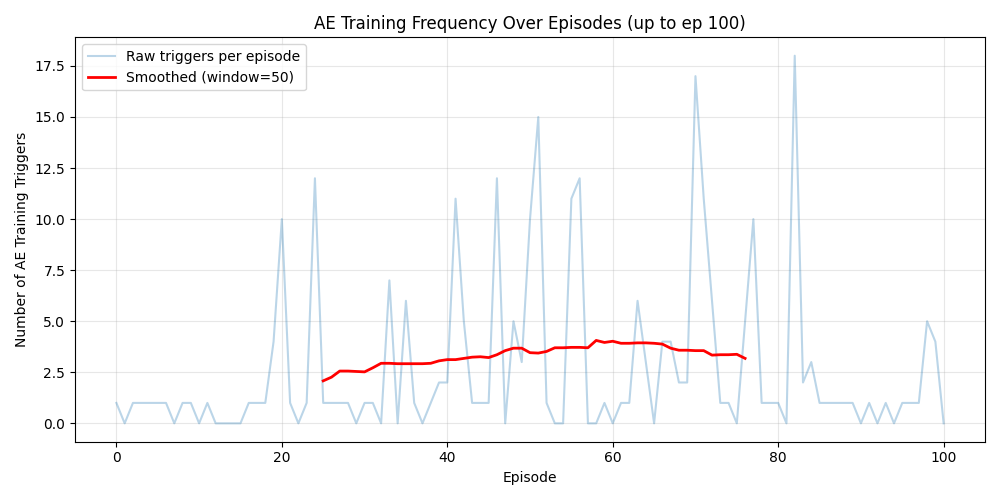 AE Training Frequency Over Episodes (up to ep 100)
Raw triggers per episode
Smoothed (window=50)
Number of AE Training Triggers
17.5
15.0
12.5
10.0
7.5
5.0
2.5
0.0
0 20 40 60 80 100
Episode